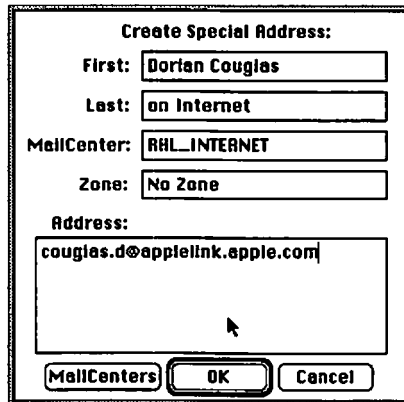 Create Special Address:
First: Dorian Cougias
Last: on Internet
MailCenter: RHL_INTERNET
Zone: No Zone
Address:
cougias.d@applelink.apple.com
MailCenters OK Cancel